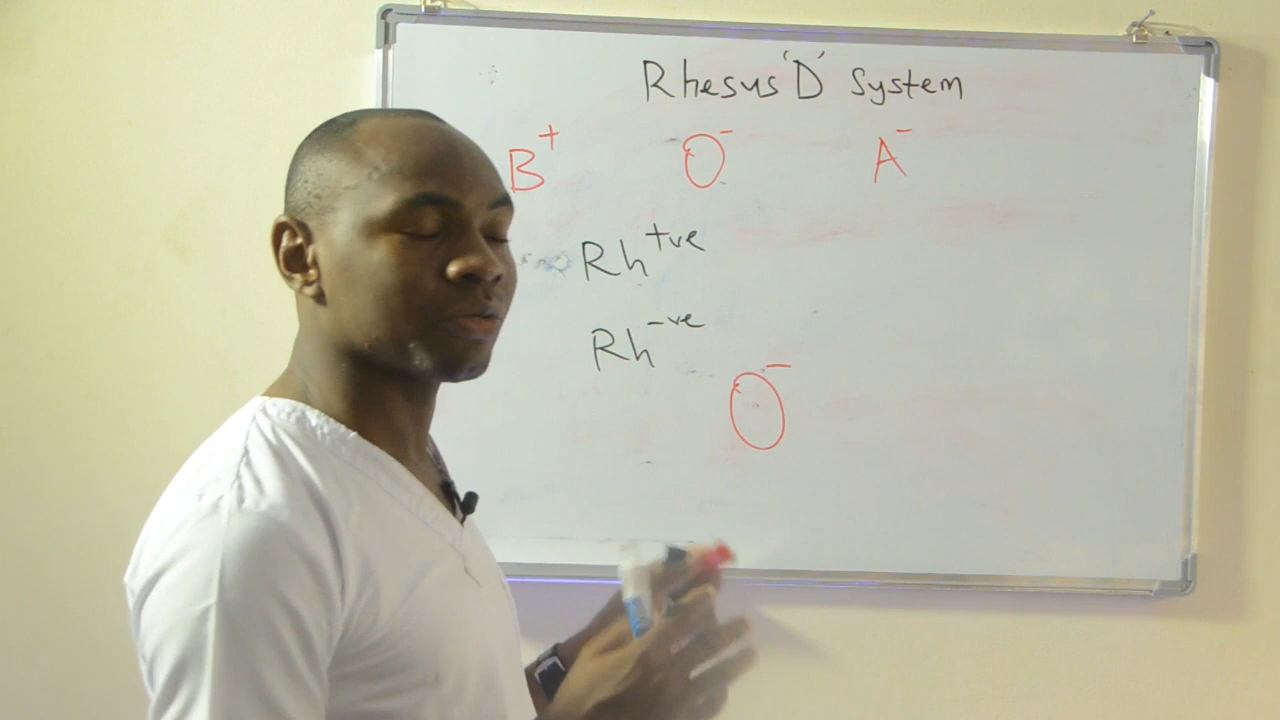 Rhesus 'D' System
B⁺ O⁻ A⁻
Rh⁺ᵛᵉ
Rh⁻ᵛᵉ
O⁻